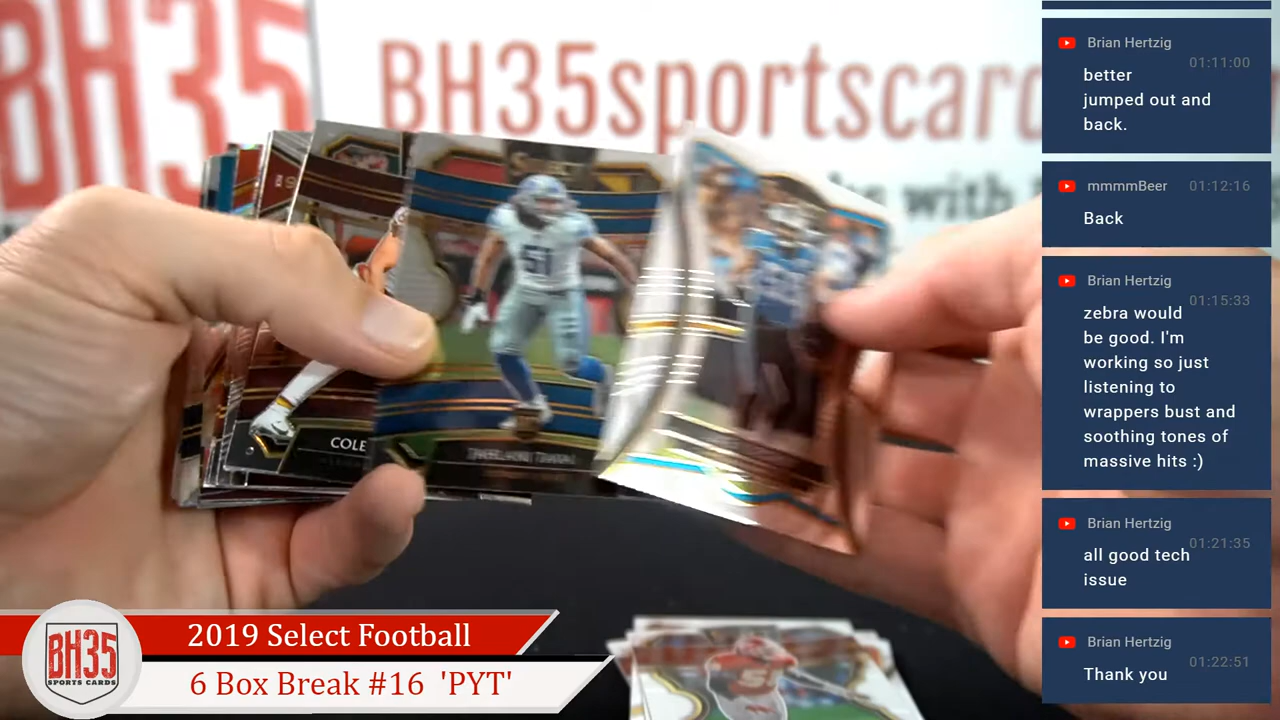 BH35
BH35sportscard
with
COLE
51
BH35
SPORTS CARDS
2019 Select Football
6 Box Break #16 'PYT'
Brian Hertzig
01:11:00
better
jumped out and
back.
mmmmBeer
01:12:16
Back
Brian Hertzig
01:15:33
zebra would
be good. I'm
working so just
listening to
wrappers bust and
soothing tones of
massive hits :)
Brian Hertzig
01:21:35
all good tech
issue
Brian Hertzig
01:22:51
Thank you